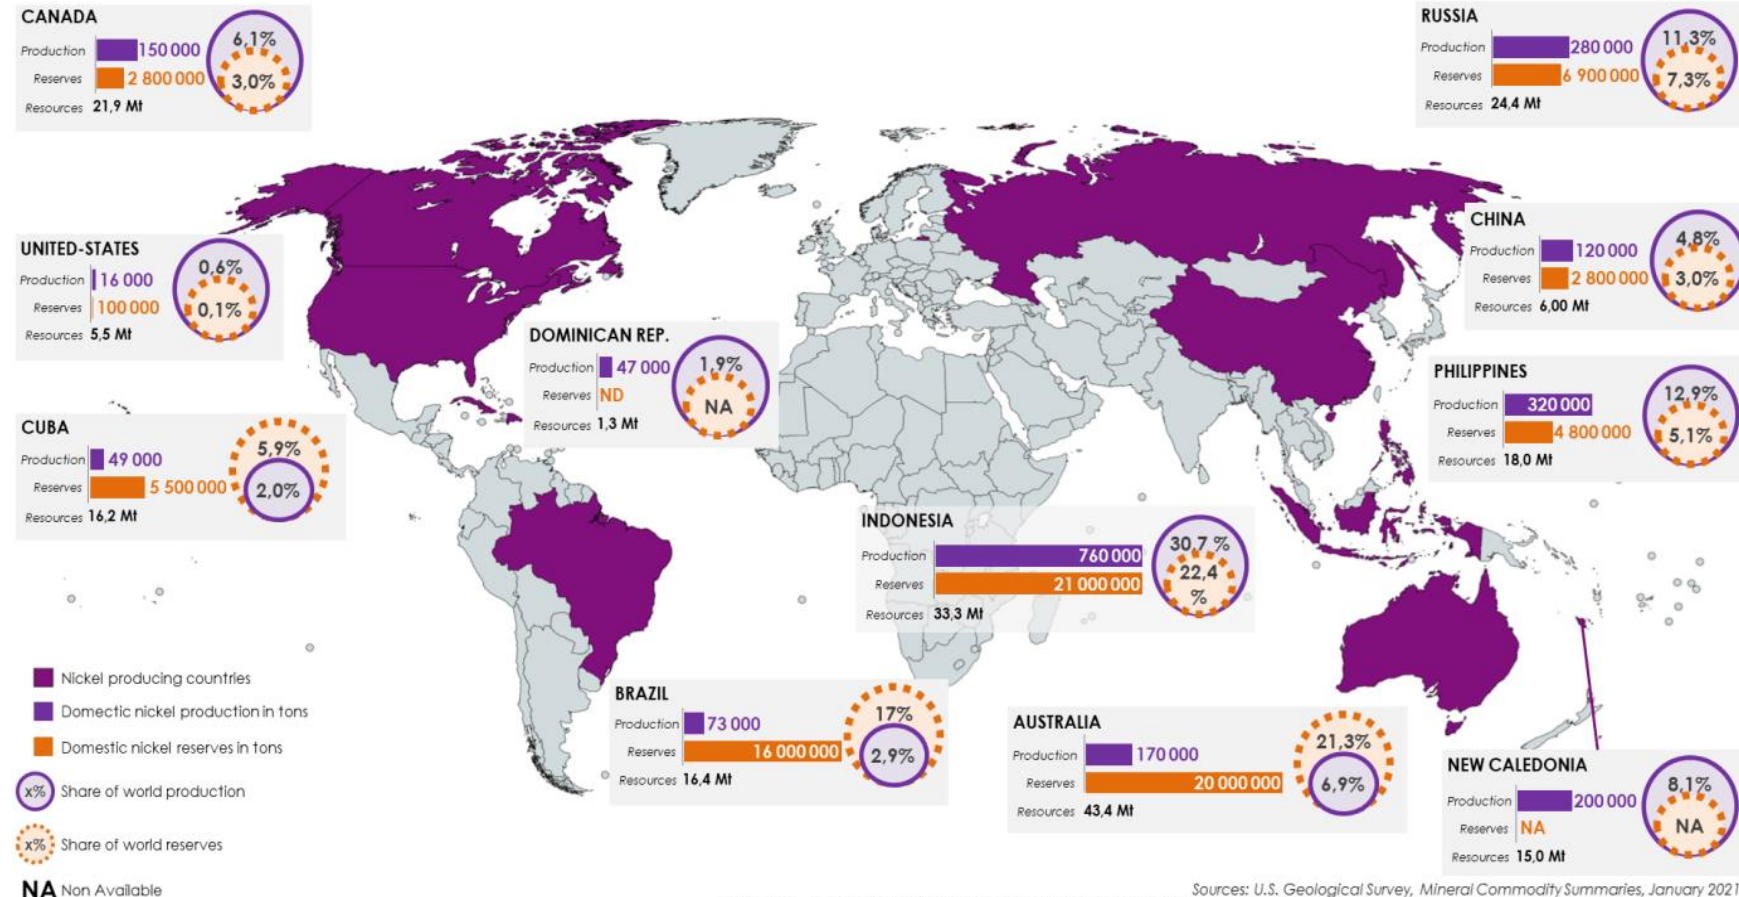 CANADA
Production 150 000
Reserves 2 800 000
Resources 21,9 Mt
6,1%
3,0%
RUSSIA
Production 280 000
Reserves 6 900 000
Resources 24,4 Mt
11,3%
7,3%
UNITED-STATES
Production 16 000
Reserves 100 000
Resources 5,5 Mt
0,6%
0,1%
CHINA
Production 120 000
Reserves 2 800 000
Resources 6,00 Mt
4,8%
3,0%
DOMINICAN REP.
Production 47 000
Reserves ND
Resources 1,3 Mt
1,9%
NA
PHILIPPINES
Production 320 000
Reserves 4 800 000
Resources 18,0 Mt
12,9%
5,1%
CUBA
Production 49 000
Reserves 5 500 000
Resources 16,2 Mt
5,9%
2,0%
INDONESIA
Production 760 000
Reserves 21 000 000
Resources 33,3 Mt
30,7 %
22,4
%
BRAZIL
Production 73 000
Reserves 16 000 000
Resources 16,4 Mt
17%
2,9%
AUSTRALIA
Production 170 000
Reserves 20 000 000
Resources 43,4 Mt
21,3%
6,9%
NEW CALEDONIA
Production 200 000
Reserves NA
Resources 15,0 Mt
8,1%
NA
Nickel producing countries
Domectic nickel production in tons
Domestic nickel reserves in tons
x% Share of world production
x% Share of world reserves
NA Non Available
Sources: U.S. Geological Survey, Mineral Commodity Summaries, January 2021